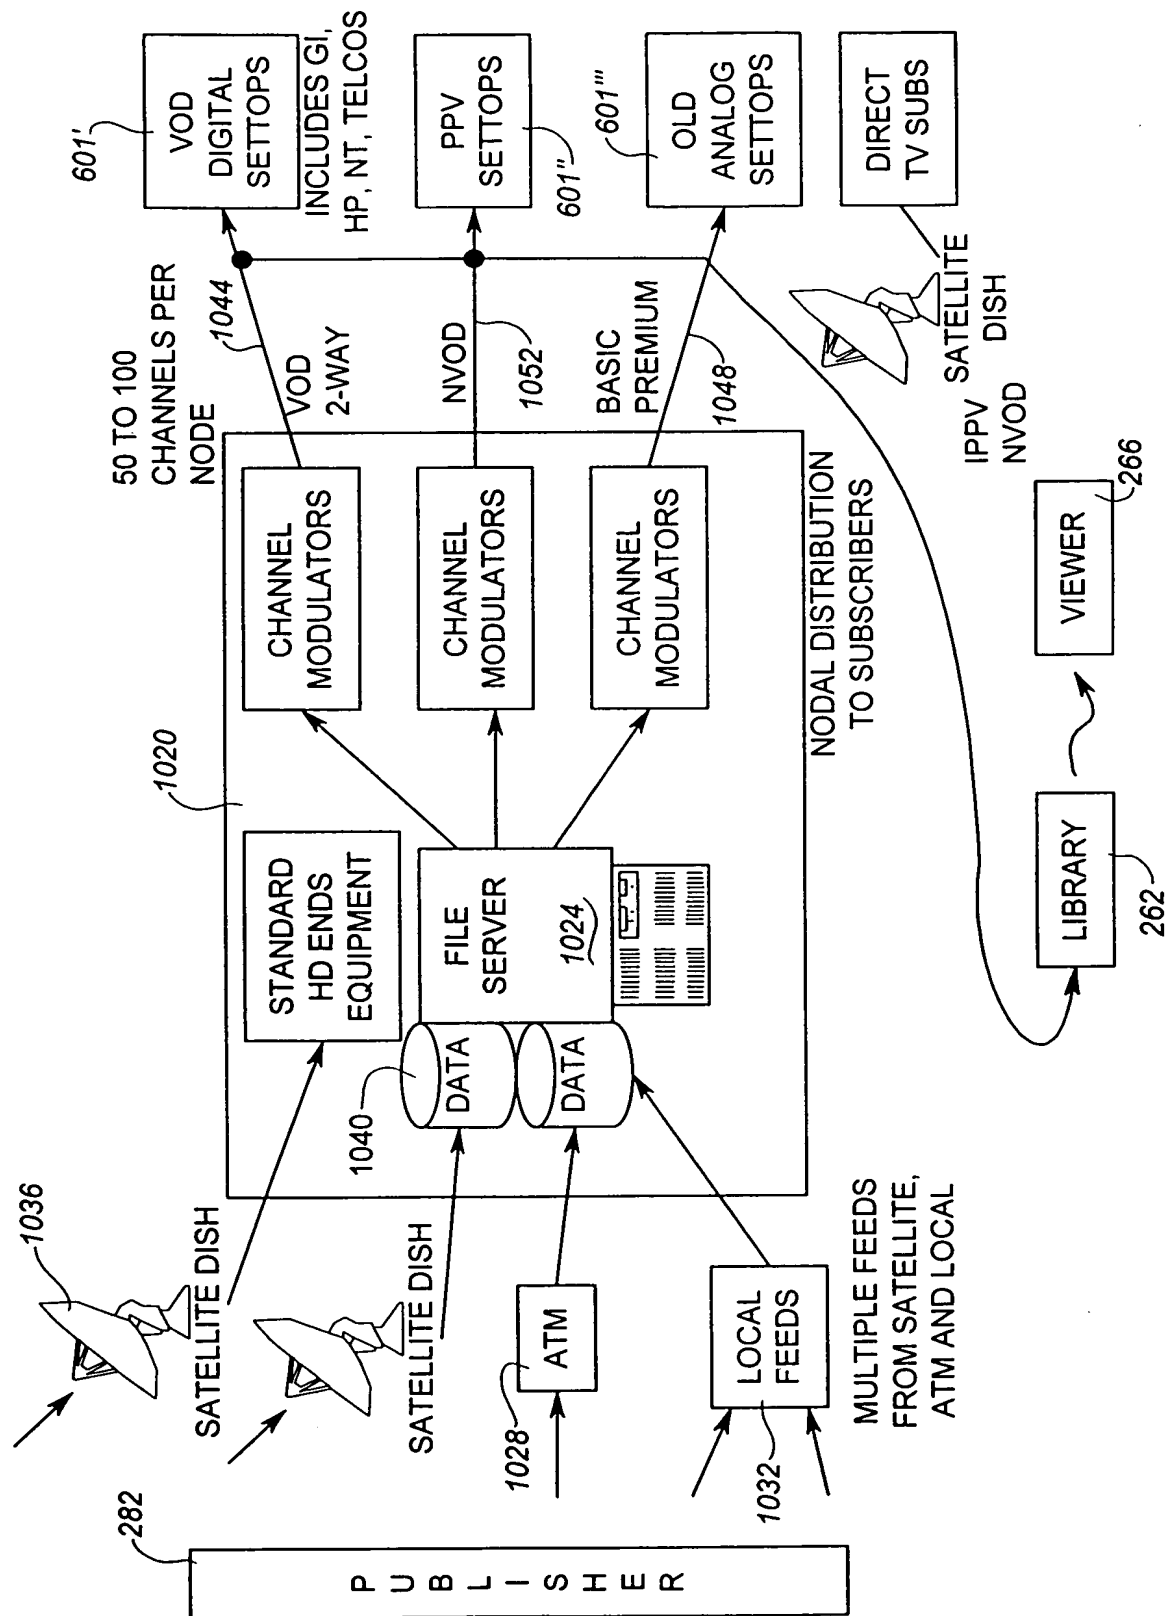 282
PUBLISHER
1036
SATELLITE DISH
SATELLITE DISH
1028
ATM
1032
LOCAL
FEEDS
MULTIPLE FEEDS
FROM SATELLITE,
ATM AND LOCAL
1020
STANDARD
HD ENDS
EQUIPMENT
1040
DATA
DATA
FILE
SERVER
1024
CHANNEL
MODULATORS
CHANNEL
MODULATORS
CHANNEL
MODULATORS
NODAL DISTRIBUTION
TO SUBSCRIBERS
50 TO 100
CHANNELS PER
NODE
1044
VOD
2-WAY
NVOD
1052
BASIC
PREMIUM
1048
601'
VOD
DIGITAL
SETTOPS
INCLUDES GI,
HP, NT, TELCOS
PPV
SETTOPS
601''
601'''
OLD
ANALOG
SETTOPS
DIRECT
TV SUBS
SATELLITE
DISH
IPPV
NVOD
LIBRARY
262
VIEWER
266